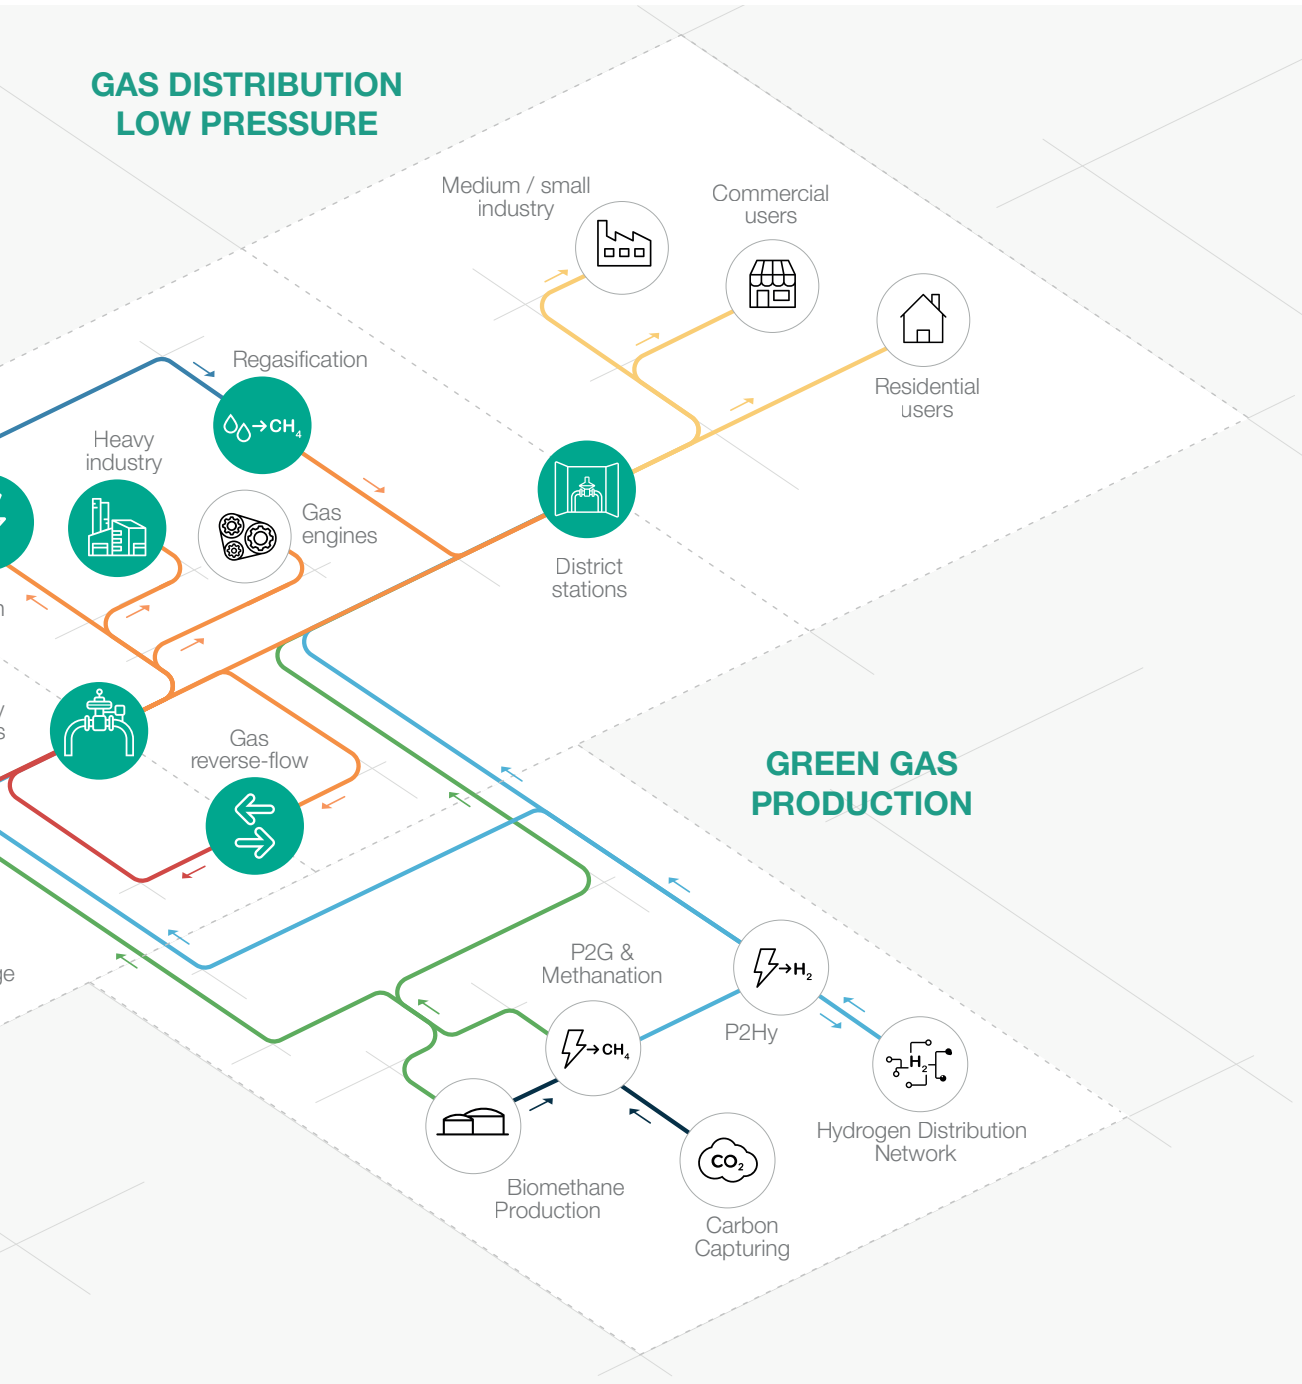 GAS DISTRIBUTION
LOW PRESSURE
Medium / small
industry
Commercial
users
Residential
users
Regasification
→CH₄
Heavy
industry
Gas
engines
District
stations
Gas
reverse-flow
GREEN GAS
PRODUCTION
P2G &
Methanation
→CH₄
→H₂
P2Hy
H₂
Hydrogen Distribution
Network
Biomethane
Production
CO₂
Carbon
Capturing